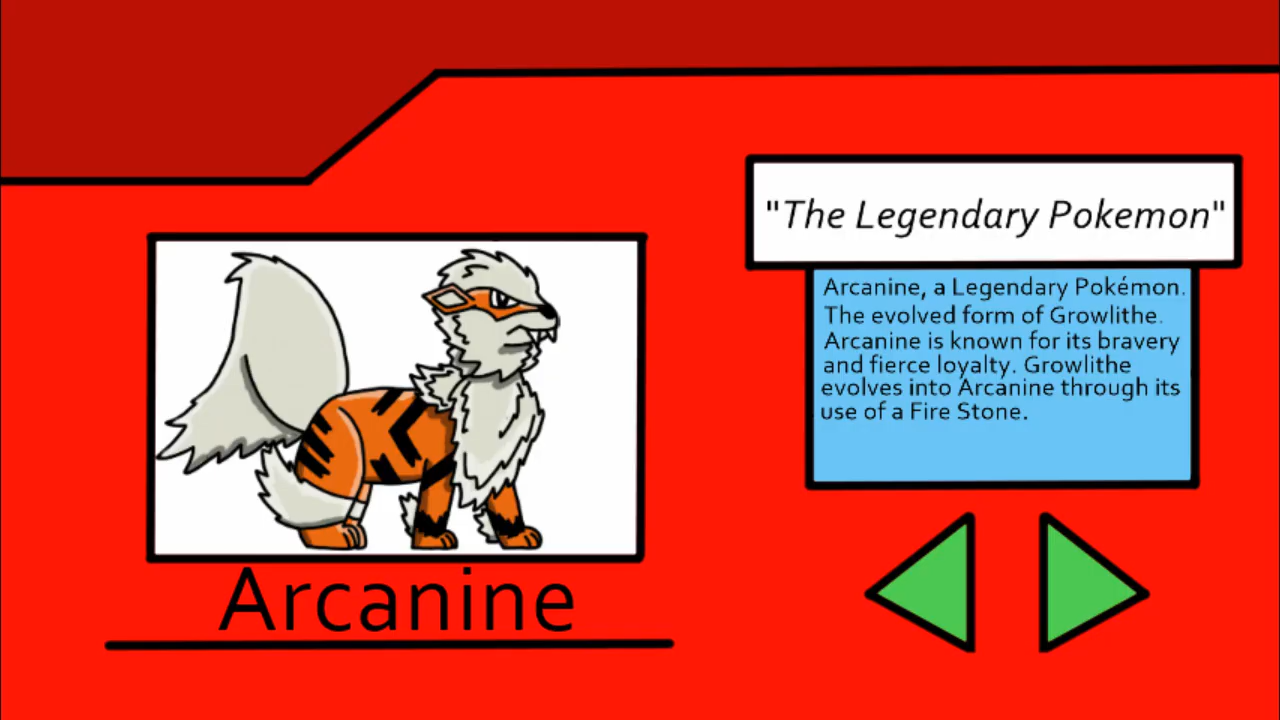 "The Legendary Pokemon"
Arcanine, a Legendary Pokémon.
The evolved form of Growlithe.
Arcanine is known for its bravery
and fierce loyalty. Growlithe
evolves into Arcanine through its
use of a Fire Stone.
Arcanine